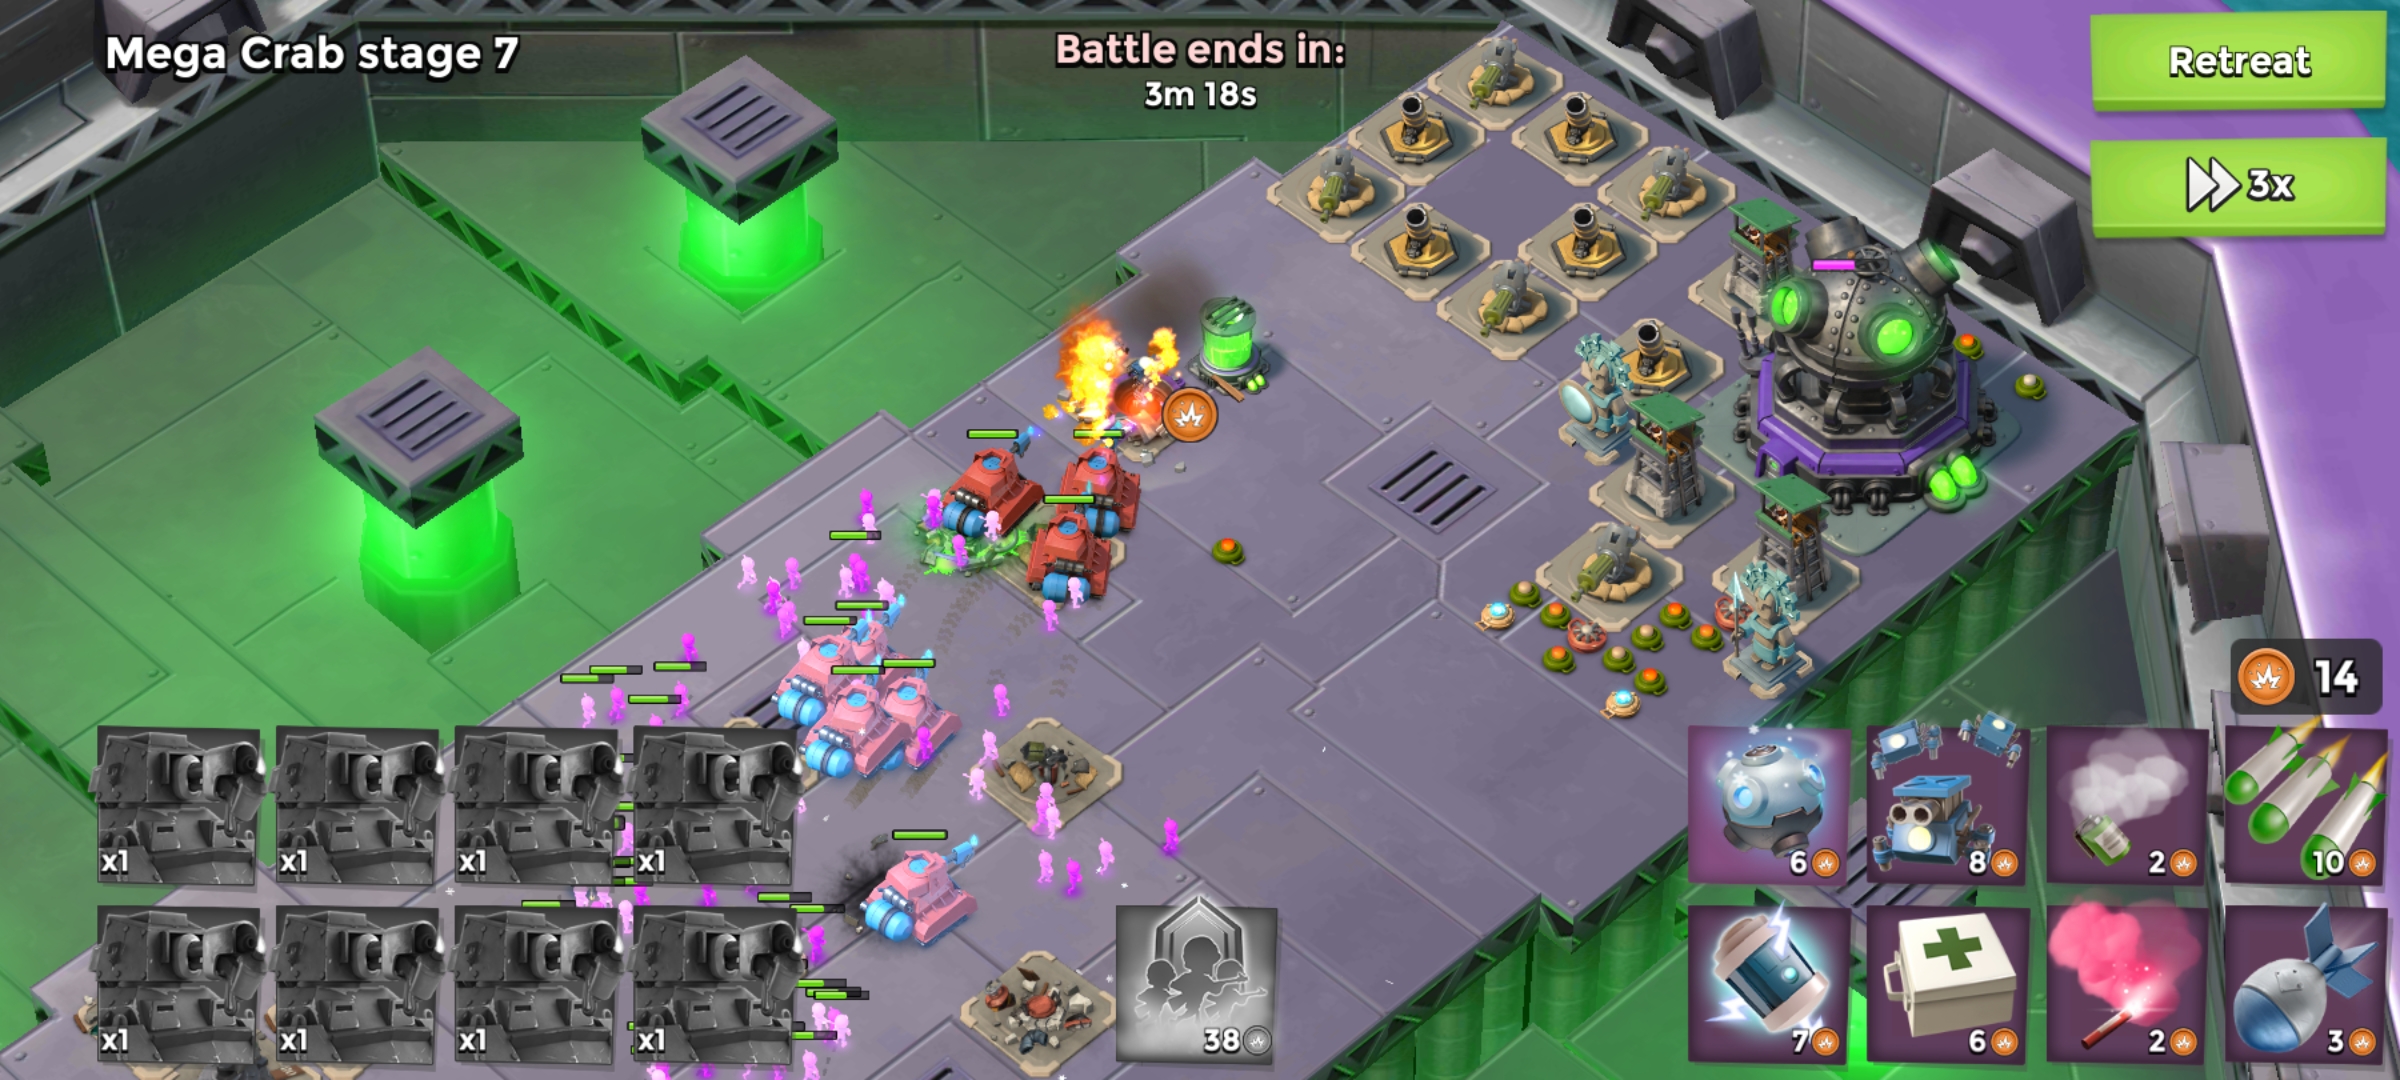 Mega Crab stage 7
Battle ends in:
3m 18s
Retreat
3x
14
x1
x1
x1
x1
6
8
2
10
x1
x1
x1
x1
38
7
6
2
3